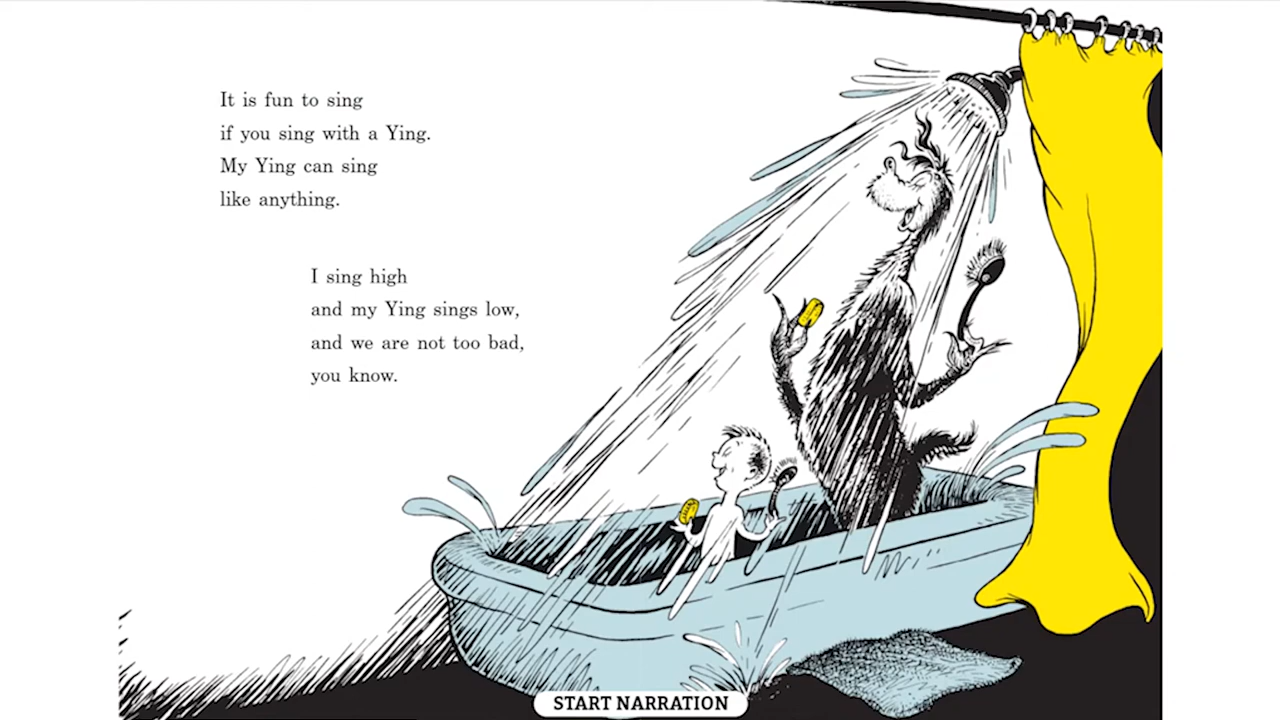 It is fun to sing
if you sing with a Ying.
My Ying can sing
like anything.
I sing high
and my Ying sings low,
and we are not too bad,
you know.
START NARRATION